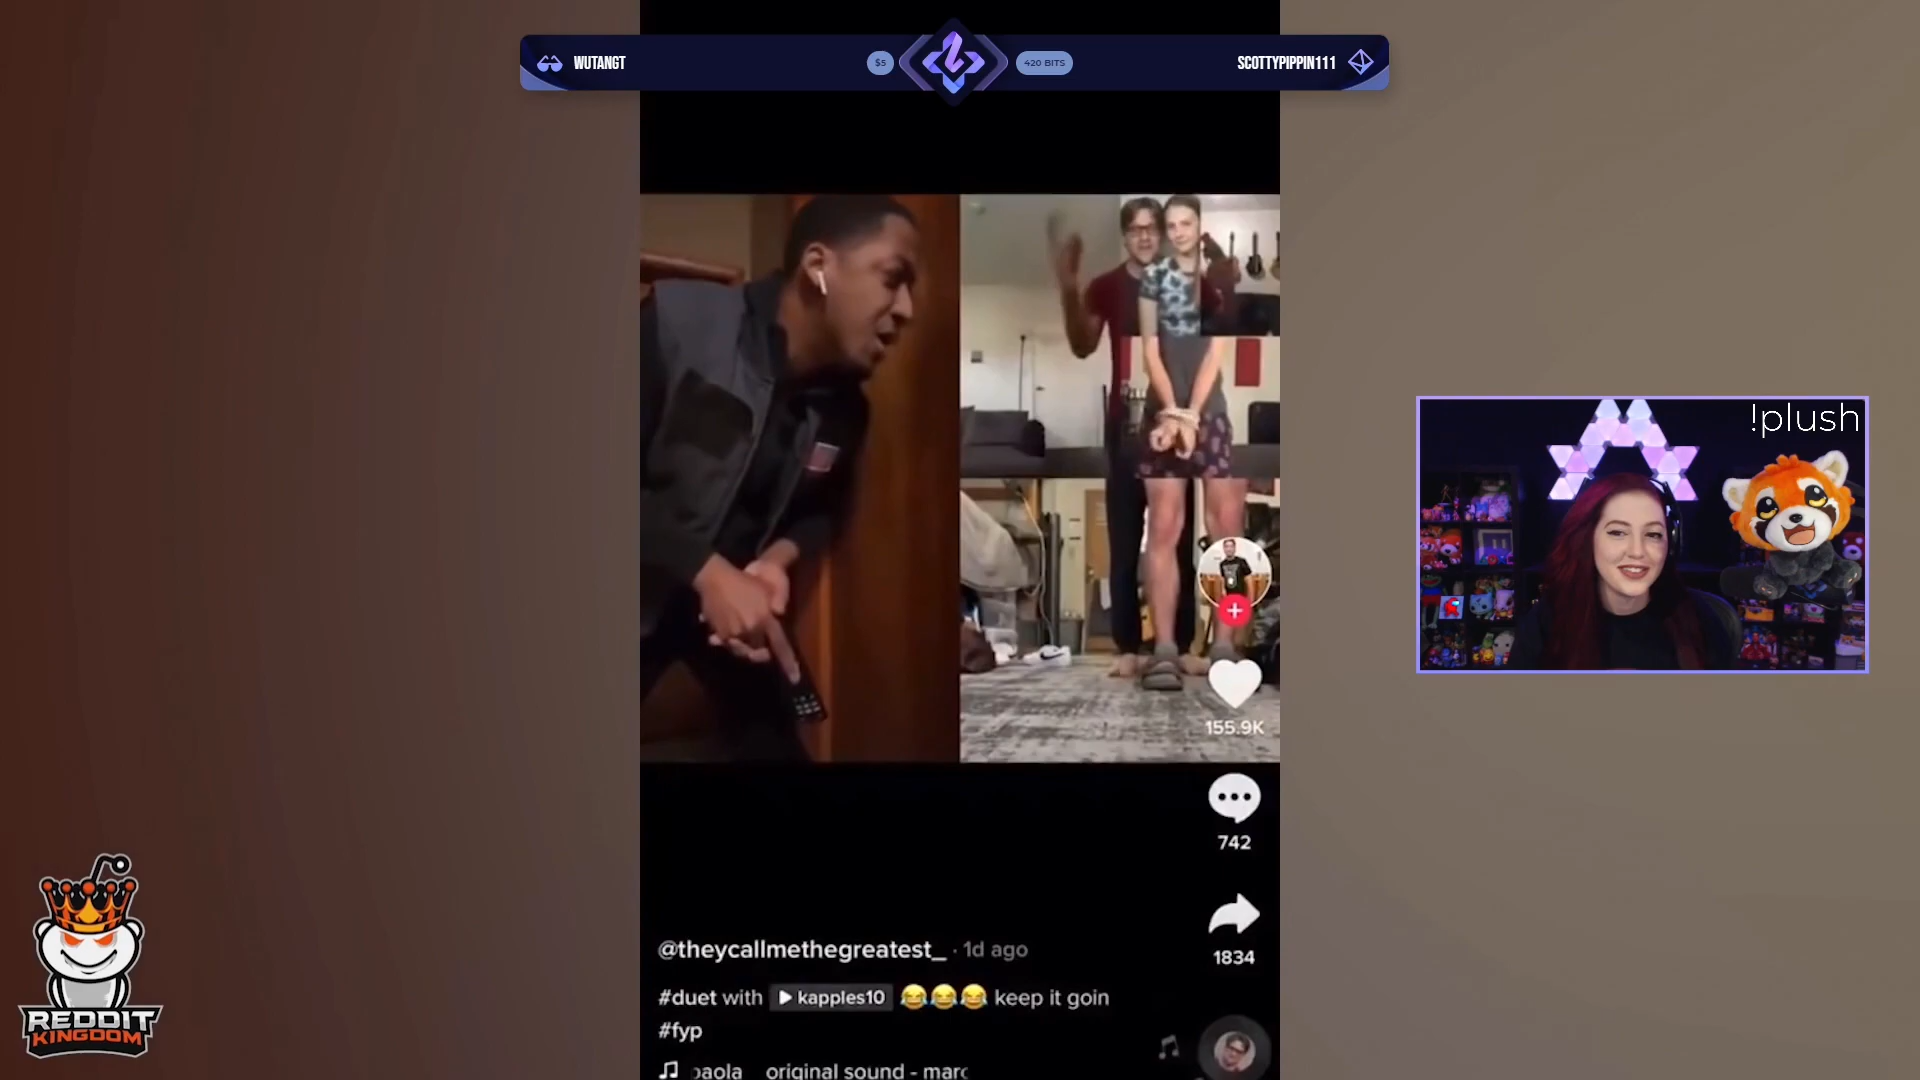 WUTANGT
$5
420 BITS
SCOTTYPIPPIN111
!plush
155.9K
742
1834
@theycallmethegreatest_ · 1d ago
#duet with kapples10 😂😂😂 keep it goin
#fyp
paola original sound - marc
REDDIT
KINGDOM